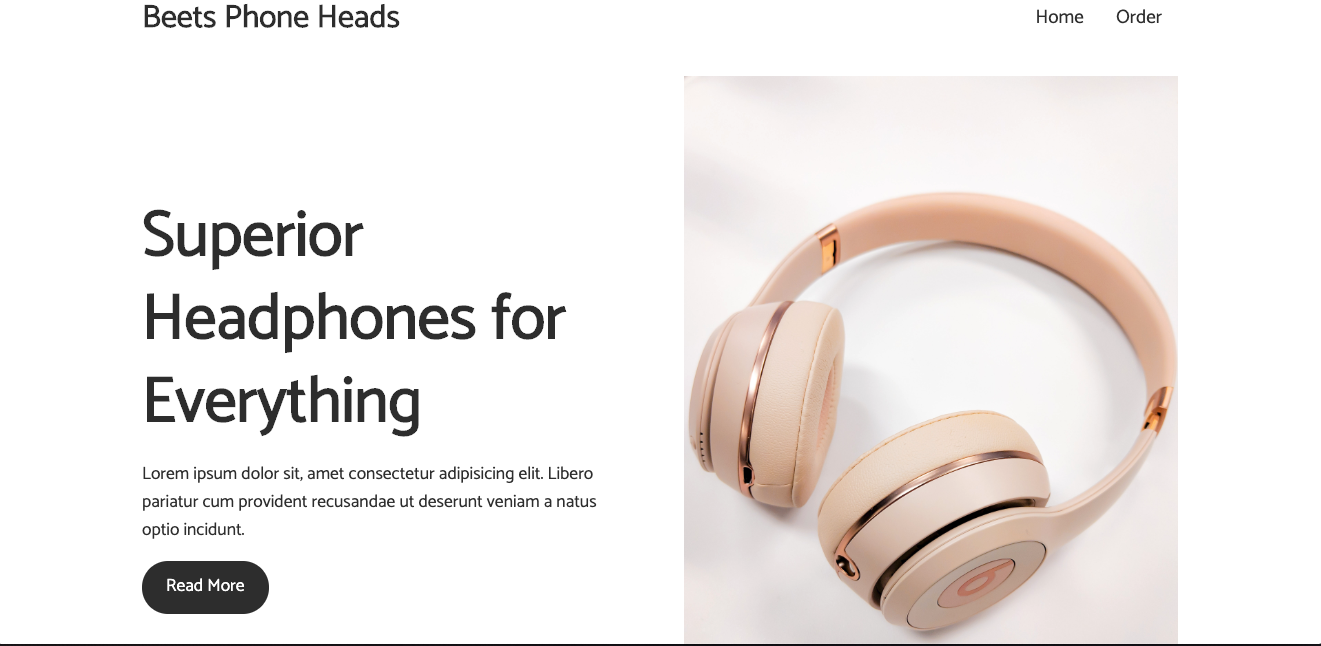 Beets Phone Heads
Home
Order
Superior
Headphones for
Everything
Lorem ipsum dolor sit, amet consectetur adipisicing elit. Libero
pariatur cum provident recusandae ut deserunt veniam a natus
optio incidunt.
Read More